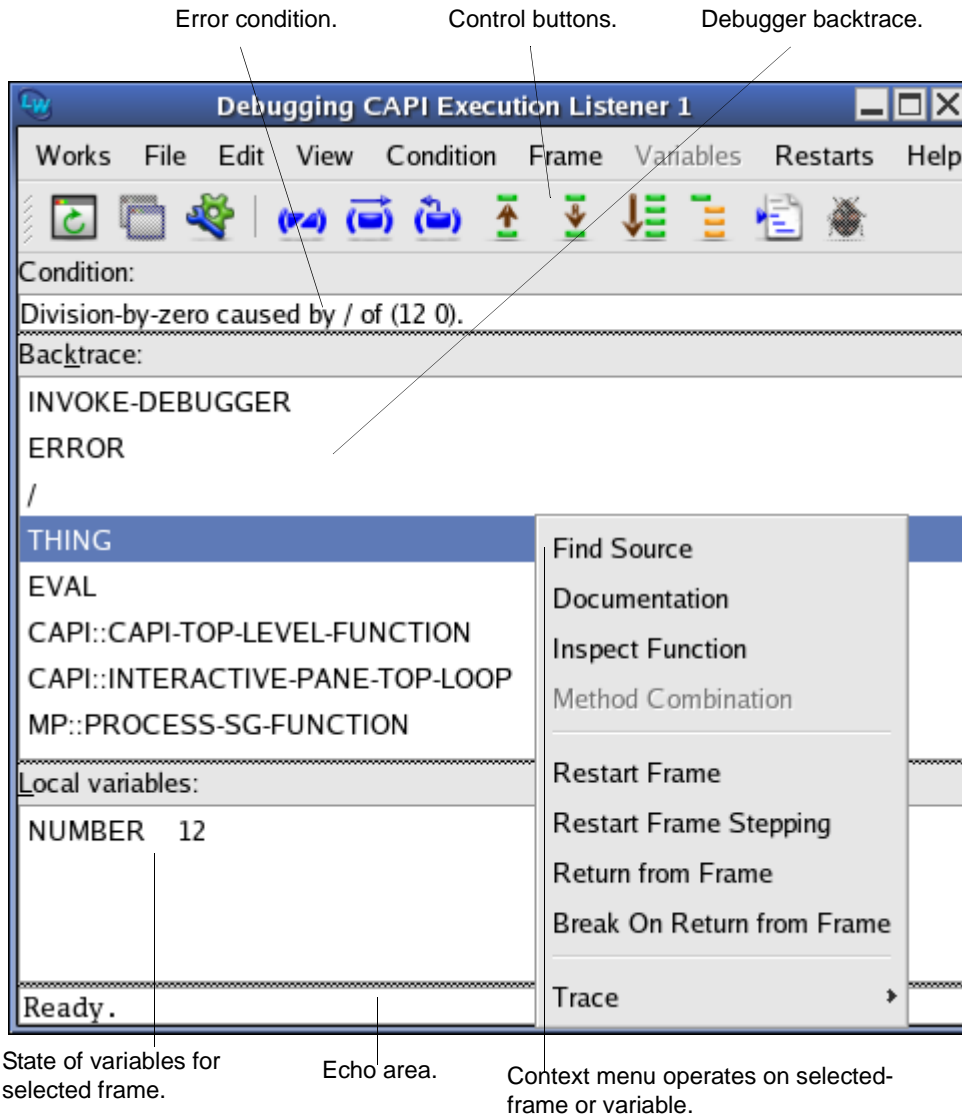 Error condition.
Control buttons.
Debugger backtrace.
LW
Debugging CAPI Execution Listener 1
Works File Edit View Condition Frame Variables Restarts Help
Condition:
Division-by-zero caused by / of (12 0).
Backtrace:
INVOKE-DEBUGGER
ERROR
/
THING
EVAL
CAPI::CAPI-TOP-LEVEL-FUNCTION
CAPI::INTERACTIVE-PANE-TOP-LOOP
MP::PROCESS-SG-FUNCTION
Find Source
Documentation
Inspect Function
Method Combination
Restart Frame
Restart Frame Stepping
Return from Frame
Break On Return from Frame
Trace
Local variables:
NUMBER 12
Ready.
State of variables for
selected frame.
Echo area.
Context menu operates on selected-
frame or variable.